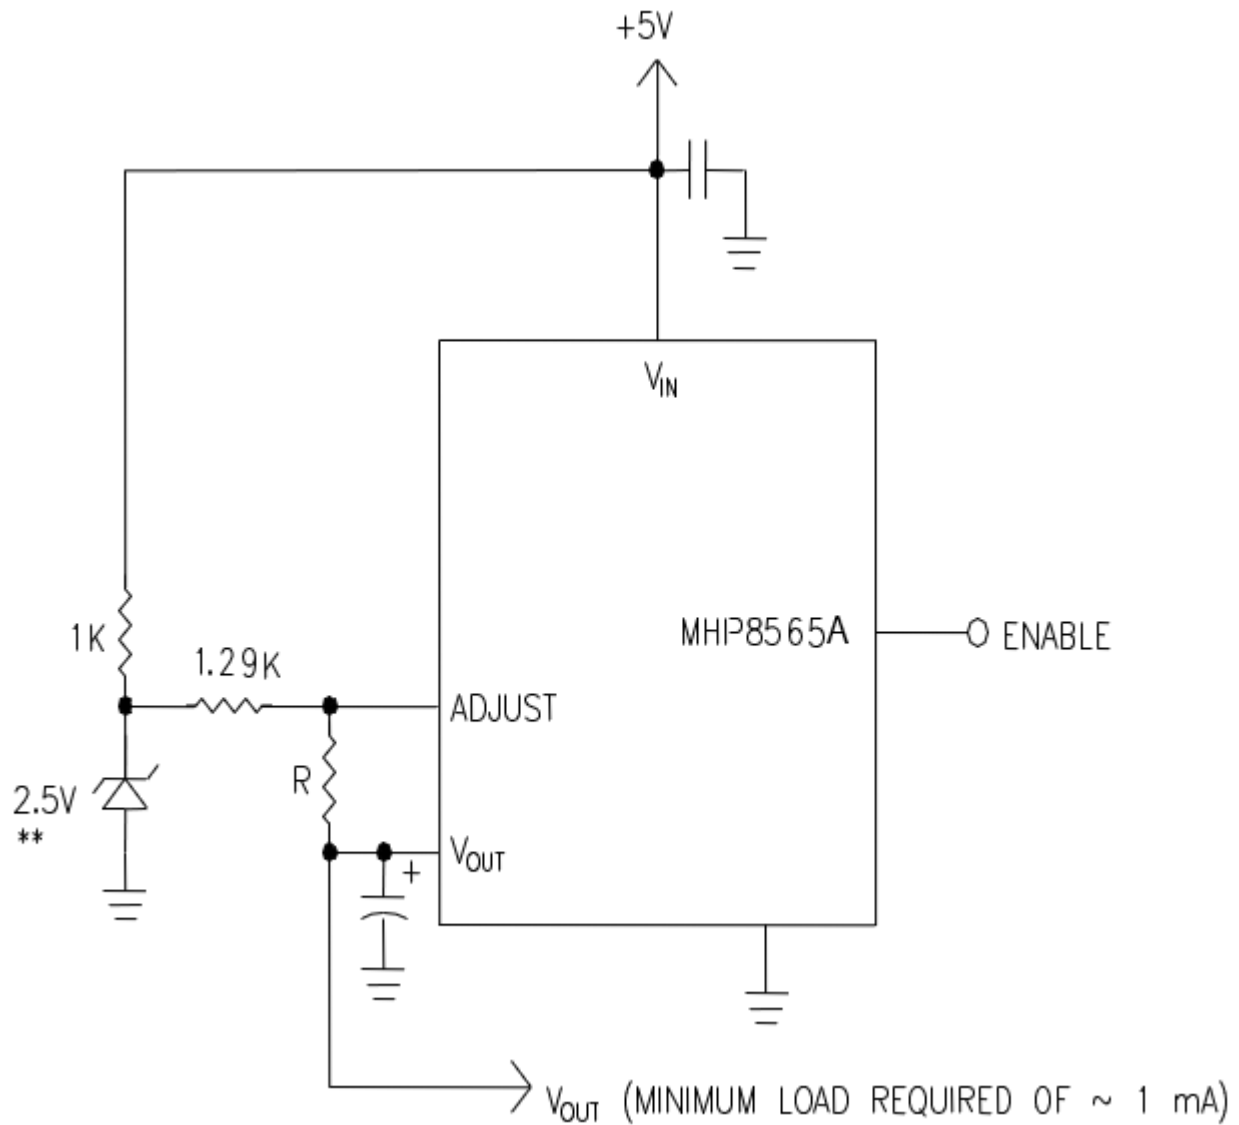 +5V
VIN
1K
1.29K
MHP8565A
ENABLE
ADJUST
R
2.5V
**
VOUT
+
VOUT (MINIMUM LOAD REQUIRED OF ~ 1 mA)